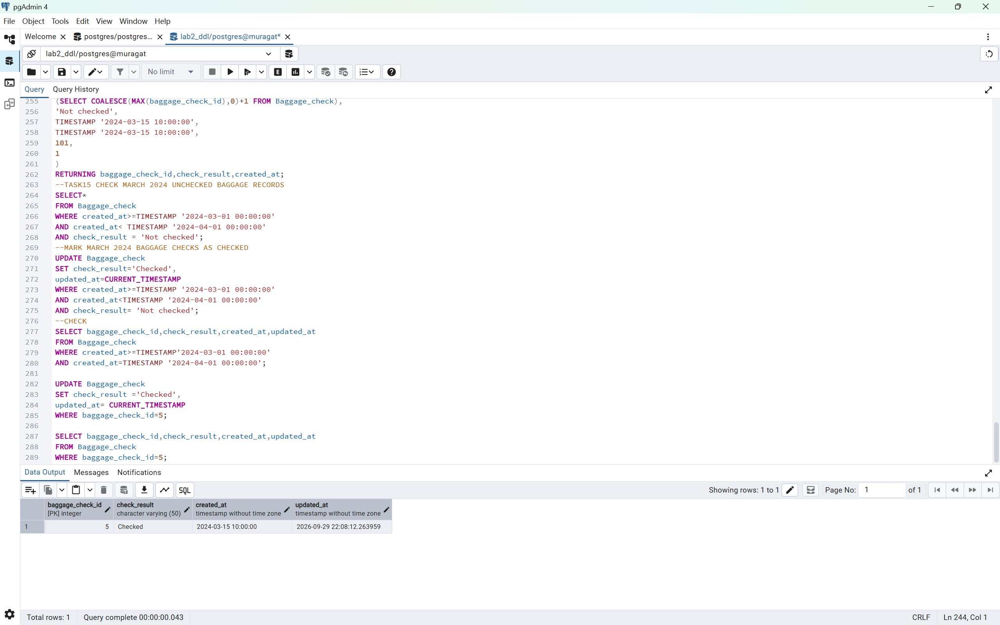 pgAdmin 4
File Object Tools Edit View Window Help
Welcome postgres/postgres... lab2_ddl/postgres@muragat*
lab2_ddl/postgres@muragat
No limit
E
Query Query History
255 (SELECT COALESCE(MAX(baggage_check_id),0)+1 FROM Baggage_check),
256 'Not checked',
257 TIMESTAMP '2024-03-15 10:00:00',
258 TIMESTAMP '2024-03-15 10:00:00',
259 101,
260 1
261 )
262 RETURNING baggage_check_id,check_result,created_at;
263 --TASK15 CHECK MARCH 2024 UNCHECKED BAGGAGE RECORDS
264 SELECT*
265 FROM Baggage_check
266 WHERE created_at>=TIMESTAMP '2024-03-01 00:00:00'
267 AND created_at< TIMESTAMP '2024-04-01 00:00:00'
268 AND check_result = 'Not checked';
269 --MARK MARCH 2024 BAGGAGE CHECKS AS CHECKED
270 UPDATE Baggage_check
271 SET check_result='Checked',
272 updated_at=CURRENT_TIMESTAMP
273 WHERE created_at>=TIMESTAMP '2024-03-01 00:00:00'
274 AND created_at<TIMESTAMP '2024-04-01 00:00:00'
275 AND check_result= 'Not checked';
276 --CHECK
277 SELECT baggage_check_id,check_result,created_at,updated_at
278 FROM Baggage_check
279 WHERE created_at>=TIMESTAMP'2024-03-01 00:00:00'
280 AND created_at=TIMESTAMP '2024-04-01 00:00:00';
281
282 UPDATE Baggage_check
283 SET check_result ='Checked',
284 updated_at= CURRENT_TIMESTAMP
285 WHERE baggage_check_id=5;
286
287 SELECT baggage_check_id,check_result,created_at,updated_at
288 FROM Baggage_check
289 WHERE baggage_check_id=5;
Data Output Messages Notifications
SQL Showing rows: 1 to 1 Page No: 1 of 1
baggage_check_id check_result created_at updated_at
[PK] integer character varying (50) timestamp without time zone timestamp without time zone
1 5 Checked 2024-03-15 10:00:00 2026-09-29 22:08:12.263959
Total rows: 1 Query complete 00:00:00.043 CRLF Ln 244, Col 1